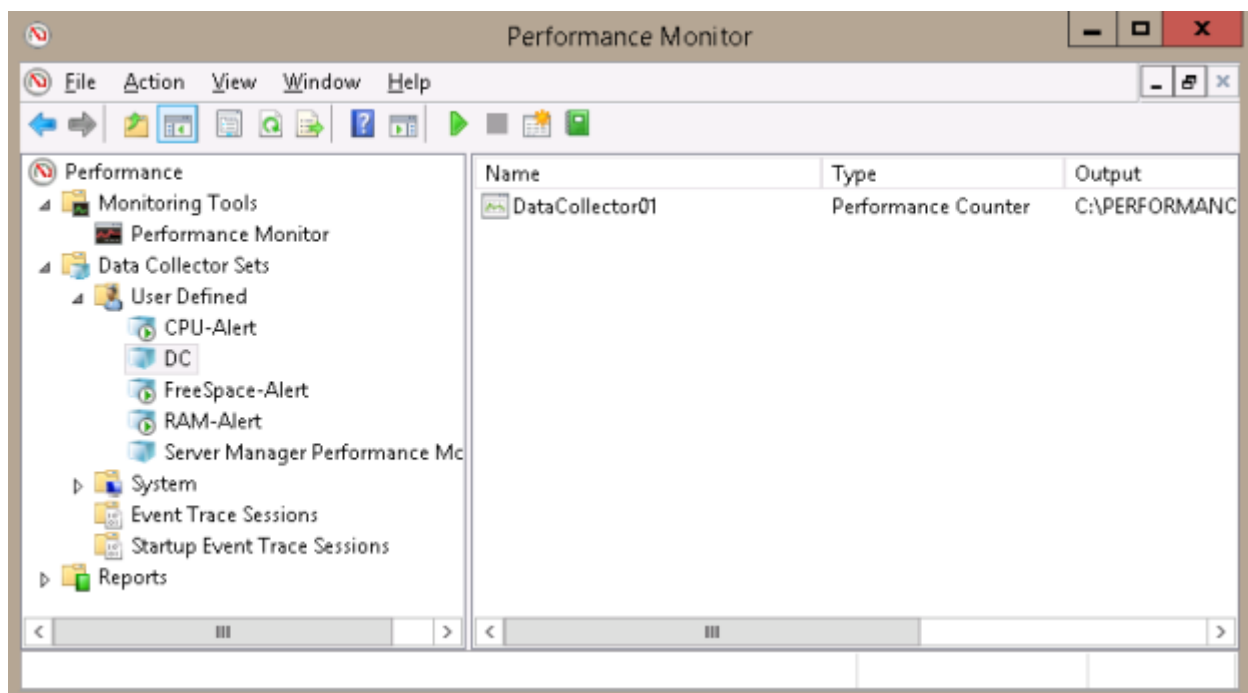 Performance Monitor
File Action View Window Help
Performance
Monitoring Tools
Performance Monitor
Data Collector Sets
User Defined
CPU-Alert
DC
FreeSpace-Alert
RAM-Alert
Server Manager Performance Mc
System
Event Trace Sessions
Startup Event Trace Sessions
Reports
Name Type Output
DataCollector01 Performance Counter C:\PERFORMANC